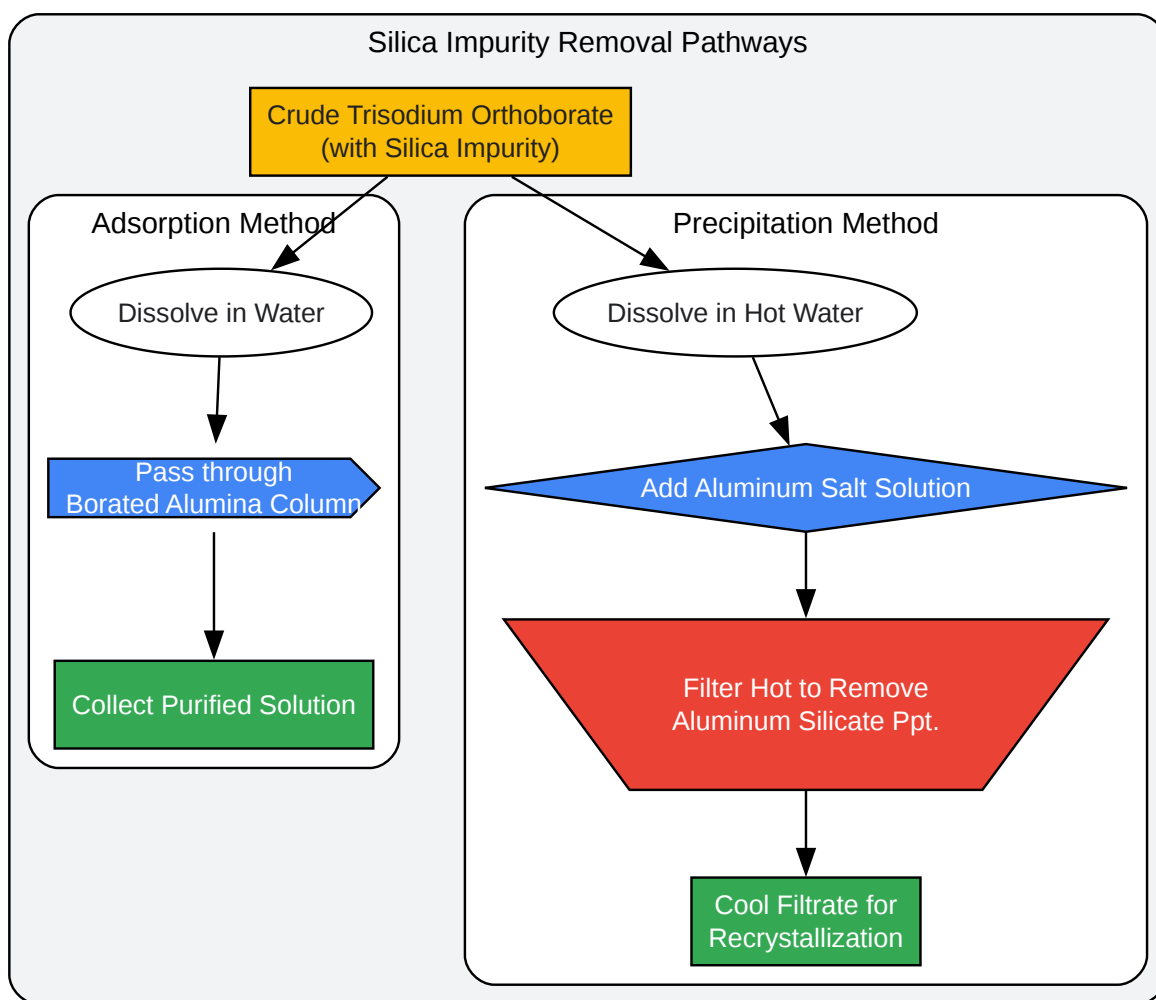 Silica Impurity Removal Pathways
Crude Trisodium Orthoborate
(with Silica Impurity)
Adsorption Method
Dissolve in Water
Pass through
Borated Alumina Column
Collect Purified Solution
Precipitation Method
Dissolve in Hot Water
Add Aluminum Salt Solution
Filter Hot to Remove
Aluminum Silicate Ppt.
Cool Filtrate for
Recrystallization